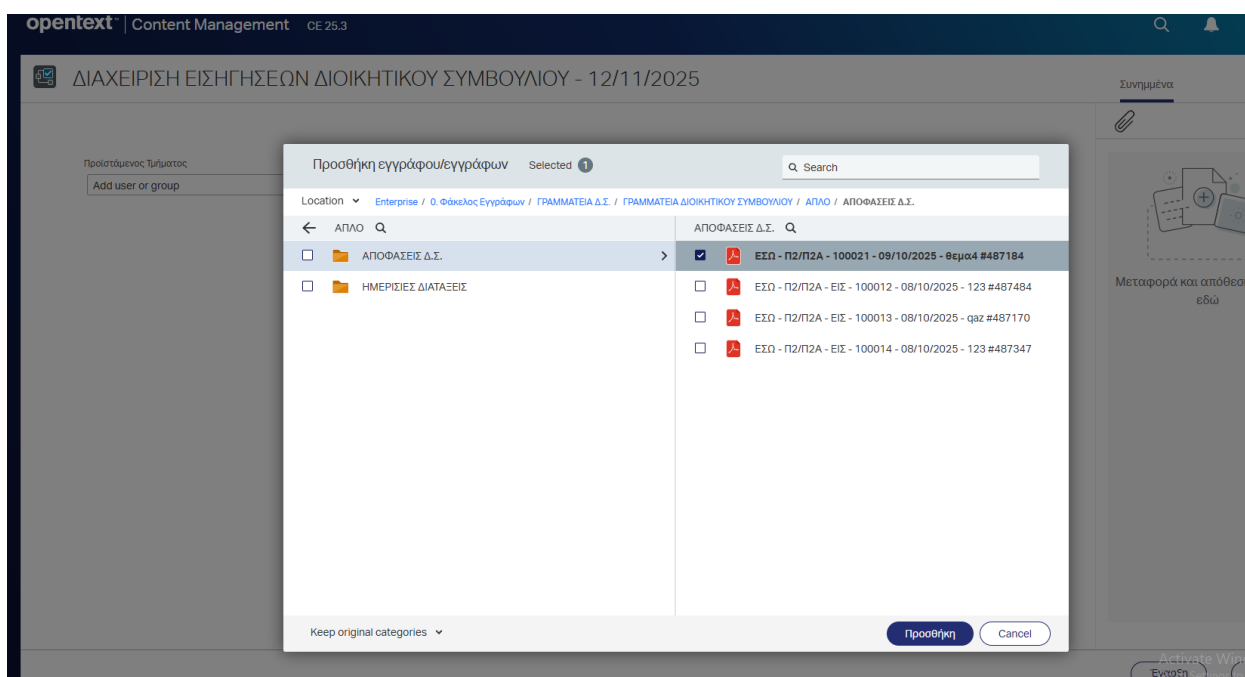 opentext™ | Content Management CE 25.3
ΔΙΑΧΕΙΡΙΣΗ ΕΙΣΗΓΗΣΕΩΝ ΔΙΟΙΚΗΤΙΚΟΥ ΣΥΜΒΟΥΛΙΟΥ - 12/11/2025
Συνημμένα
Προϊστάμενος Τμήματος
Add user or group
Προσθήκη εγγράφου/εγγράφων Selected 1
Search
Location Enterprise / 0. Φάκελος Εγγράφων / ΓΡΑΜΜΑΤΕΙΑ Δ.Σ. / ΓΡΑΜΜΑΤΕΙΑ ΔΙΟΙΚΗΤΙΚΟΥ ΣΥΜΒΟΥΛΙΟΥ / ΑΠΛΟ / ΑΠΟΦΑΣΕΙΣ Δ.Σ.
ΑΠΛΟ
ΑΠΟΦΑΣΕΙΣ Δ.Σ.
ΗΜΕΡΙΣΙΕΣ ΔΙΑΤΑΞΕΙΣ
ΑΠΟΦΑΣΕΙΣ Δ.Σ.
ΕΣΩ - Π2/Π2Α - 100021 - 09/10/2025 - θεμα4 #487184
ΕΣΩ - Π2/Π2Α - ΕΙΣ - 100012 - 08/10/2025 - 123 #487484
ΕΣΩ - Π2/Π2Α - ΕΙΣ - 100013 - 08/10/2025 - qaz #487170
ΕΣΩ - Π2/Π2Α - ΕΙΣ - 100014 - 08/10/2025 - 123 #487347
Μεταφορά και
εδώ
Keep original categories
Προσθήκη
Cancel
Activate
Έναρξη